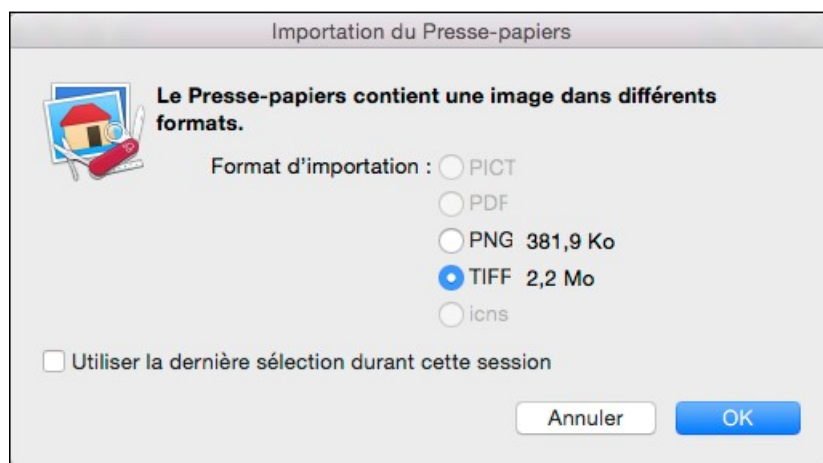 Importation du Presse-papiers
Le Presse-papiers contient une image dans différents
formats.
Format d'importation : PICT
PDF
PNG 381,9 Ko
TIFF 2,2 Mo
icns
Utiliser la dernière sélection durant cette session
Annuler OK